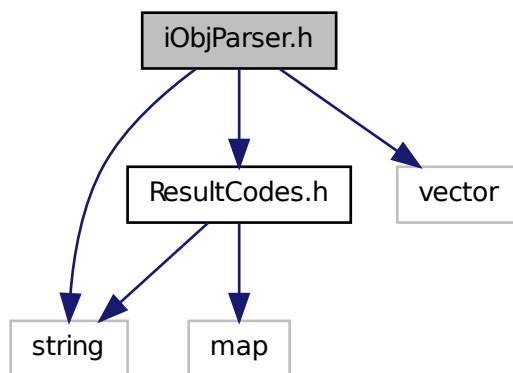 iObjParser.h
ResultCodes.h
vector
string
map